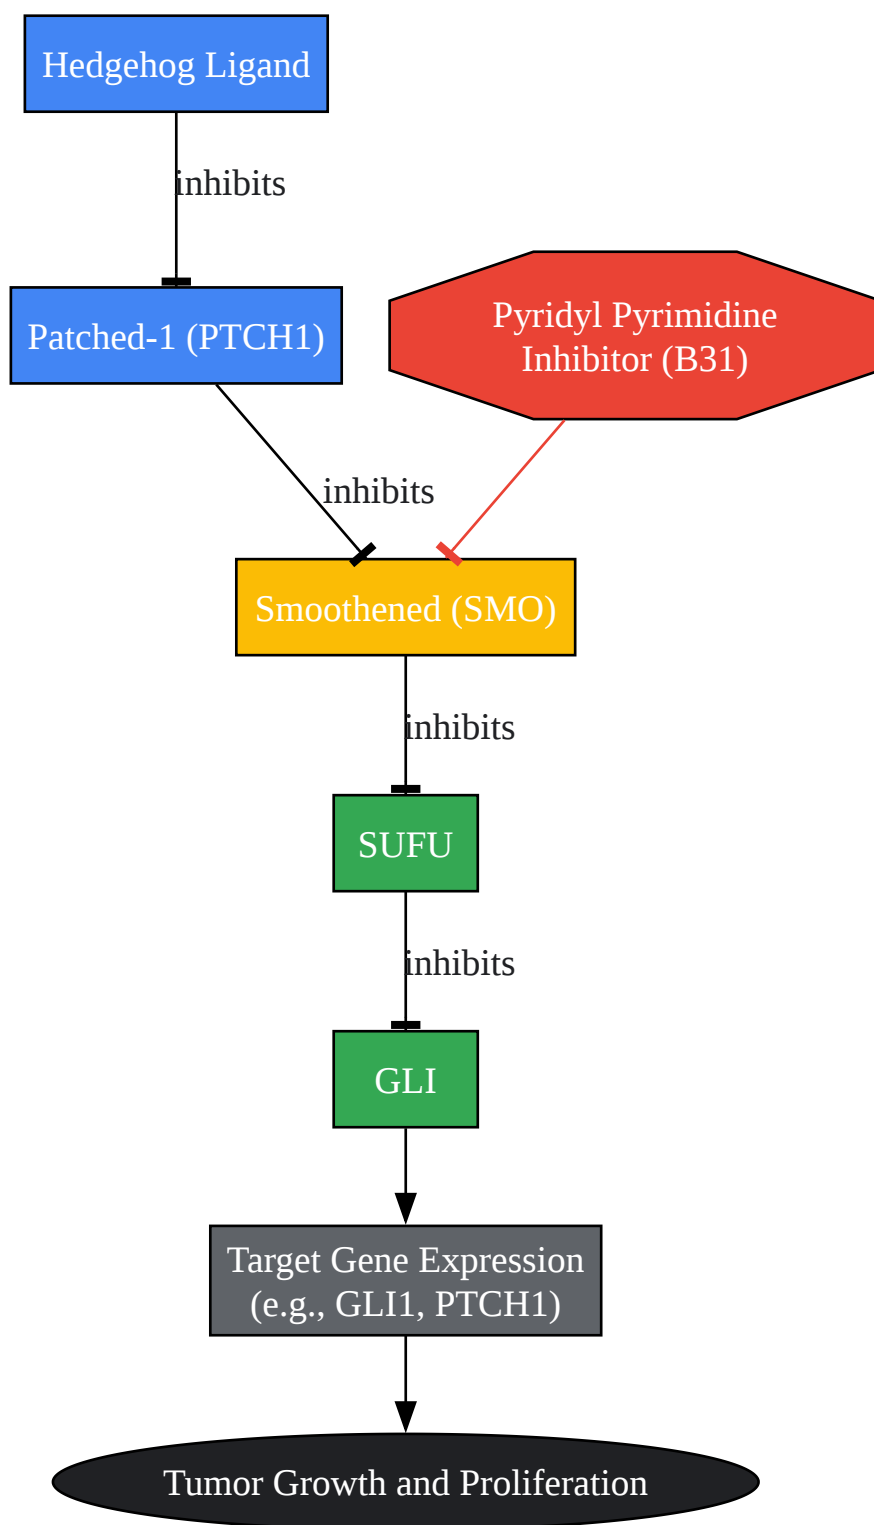 Hedgehog Ligand
inhibits
Patched-1 (PTCH1)
Pyridyl Pyrimidine
Inhibitor (B31)
inhibits
Smoothened (SMO)
inhibits
SUFU
inhibits
GLI
Target Gene Expression
(e.g., GLI1, PTCH1)
Tumor Growth and Proliferation